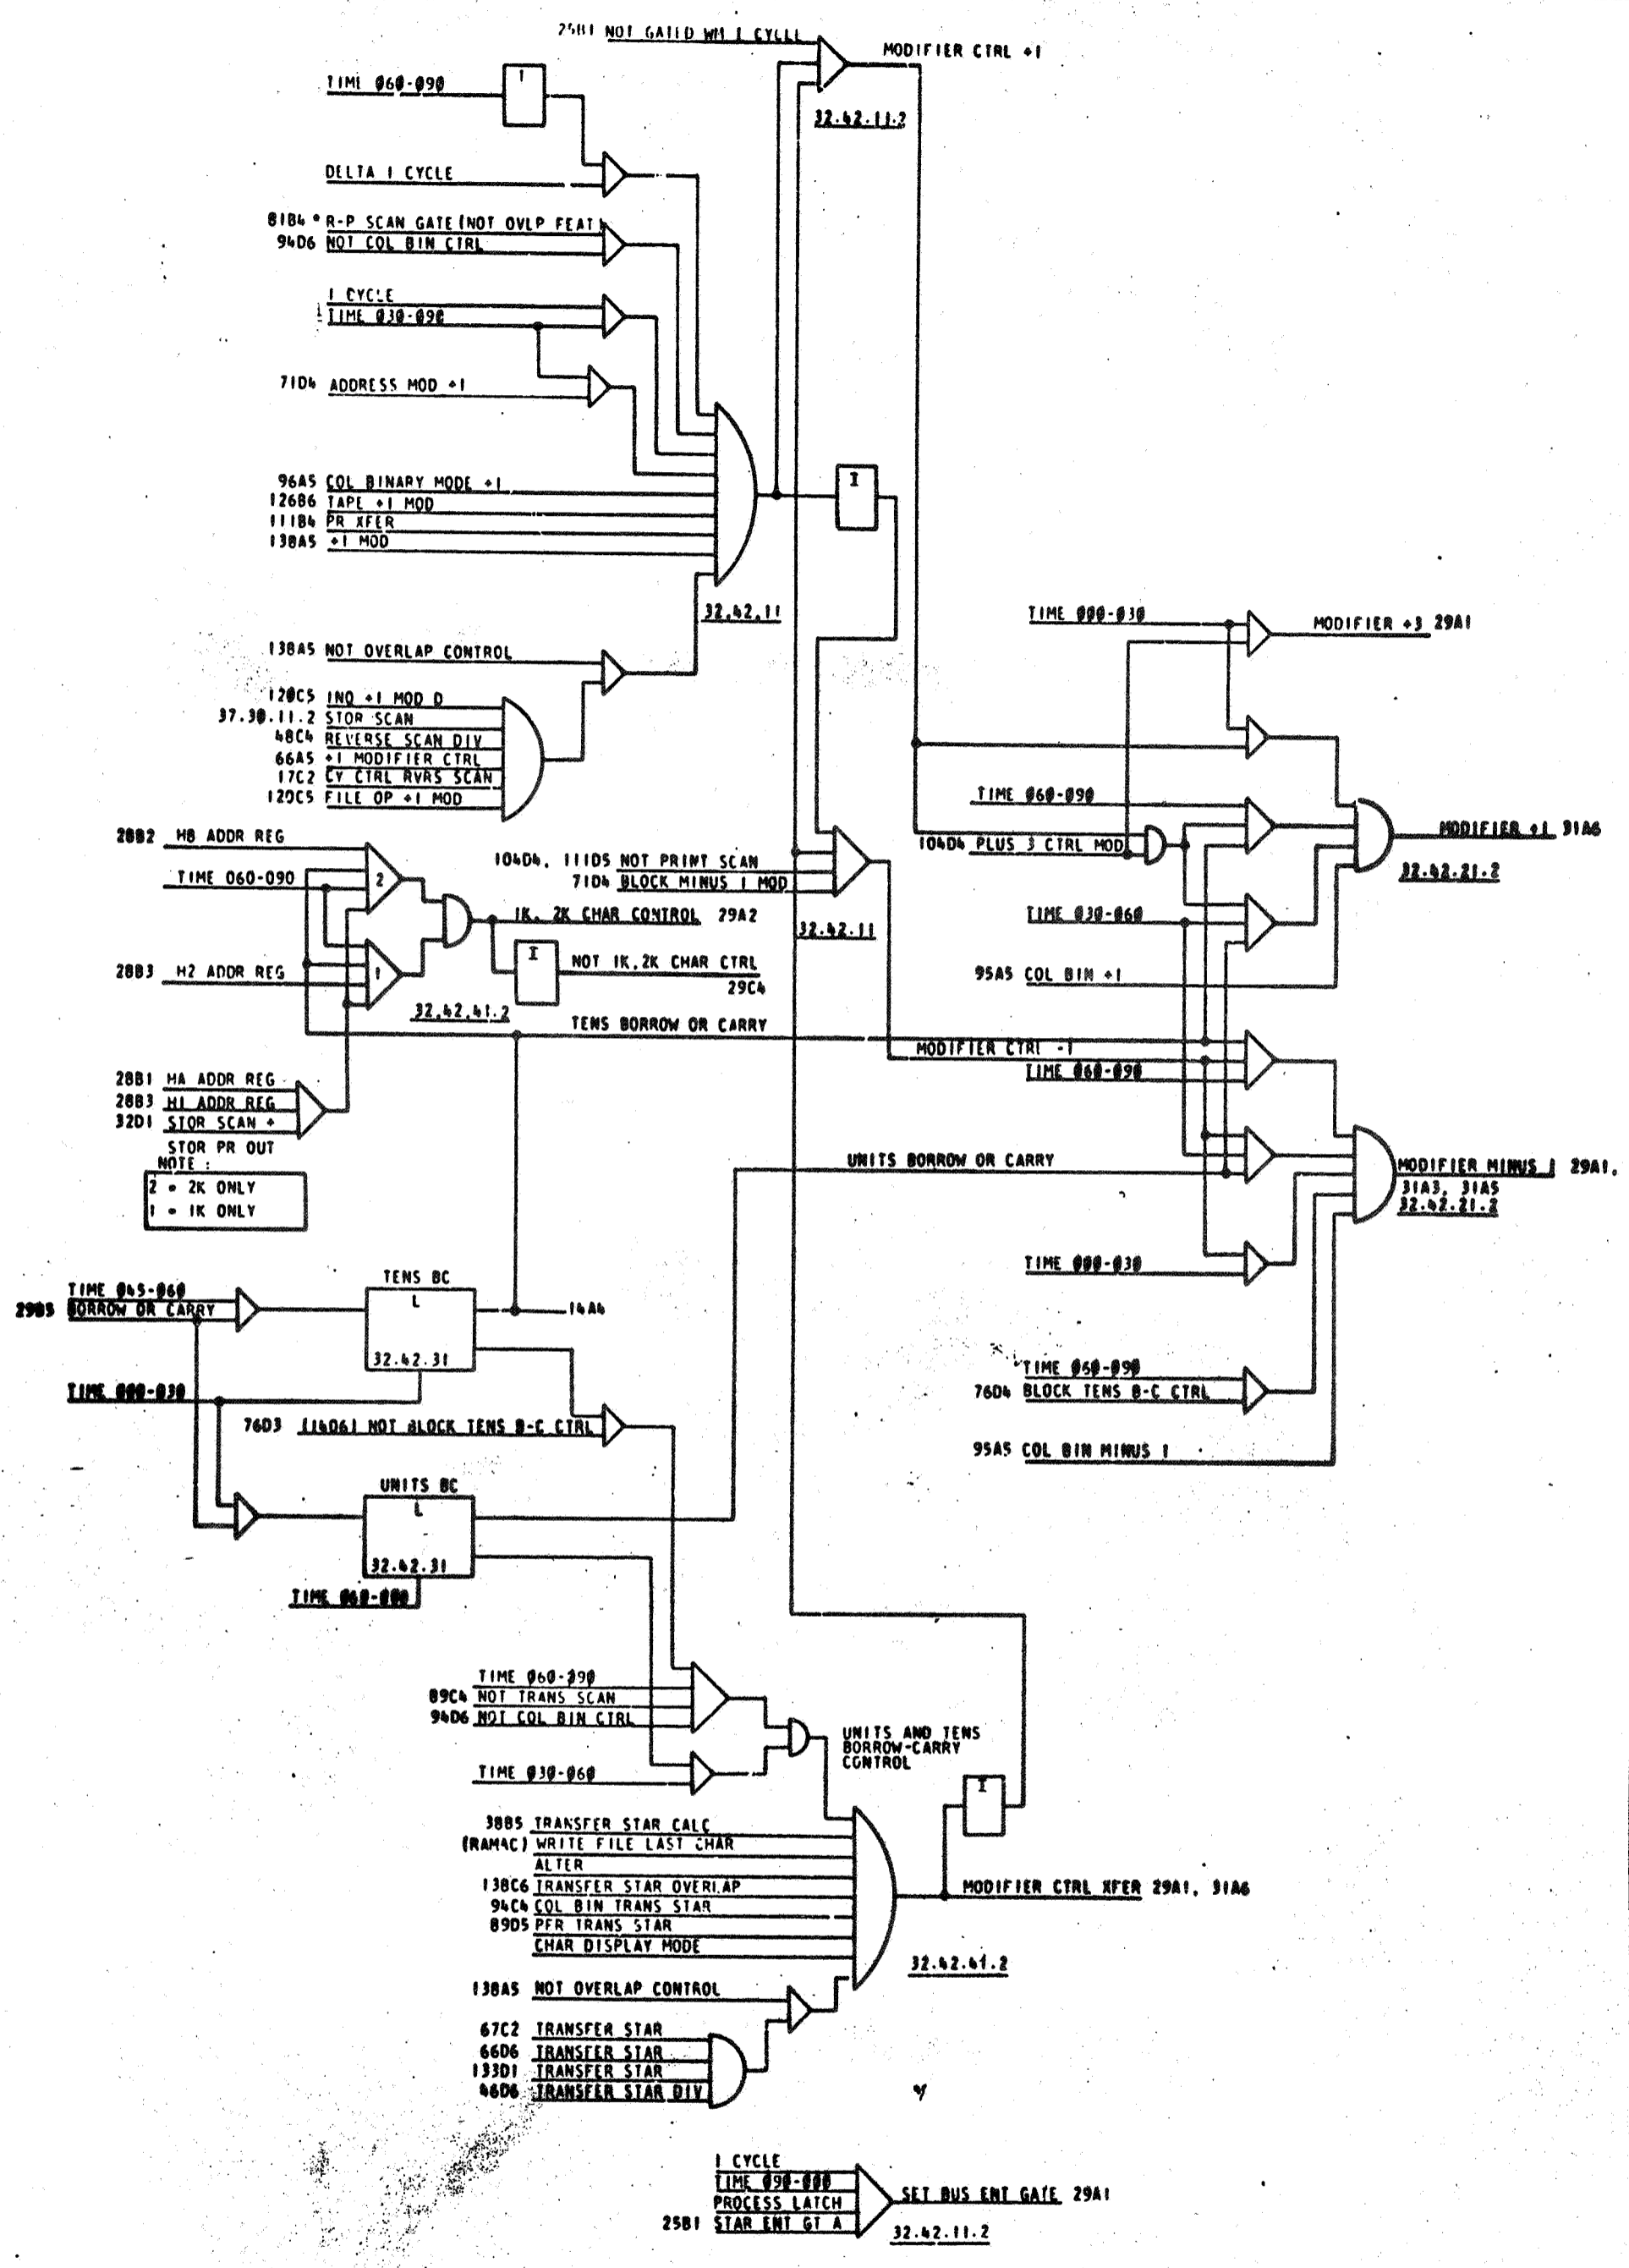 25B1 NOT GATED WM I CYCLE
MODIFIER CTRL +1
32.42.11.2
TIME 060-090
I
DELTA I CYCLE
81B4 * R-P SCAN GATE (NOT OVLP FEAT)
94D6 NOT COL BIN CTRL
I CYCLE
TIME 030-090
71D4 ADDRESS MOD +1
96A5 COL BINARY MODE +1
126B6 TAPE +1 MOD
111B4 PR XFER
138A5 +1 MOD
I
32.42.11
138A5 NOT OVERLAP CONTROL
120C5 INQ +1 MOD D
37.30.11.2 STOR SCAN
48C4 REVERSE SCAN DIV
66A5 +1 MODIFIER CTRL
17C2 CY CTRL RVRS SCAN
120C5 FILE OP +1 MOD
TIME 000-030
MODIFIER +3 29A1
TIME 060-090
104D4 PLUS 3 CTRL MOD
MODIFIER +1 31A6
32.42.21.2
TIME 030-060
95A5 COL BIN +1
28B2 H8 ADDR REG
TIME 060-090
2
28B3 H2 ADDR REG
1
1K, 2K CHAR CONTROL 29A2
I
NOT 1K,2K CHAR CTRL
29C4
32.42.41.2
104D4, 111D5 NOT PRINT SCAN
71D4 BLOCK MINUS 1 MOD
32.42.11
TENS BORROW OR CARRY
MODIFIER CTRL -1
TIME 060-090
28B1 HA ADDR REG
28B3 H1 ADDR REG
32D1 STOR SCAN +
STOR PR OUT
NOTE :
2 = 2K ONLY
1 = 1K ONLY
UNITS BORROW OR CARRY
MODIFIER MINUS 1 29A1,
31A3, 31A5
32.42.21.2
TIME 000-030
TIME 045-060
29B5 BORROW OR CARRY
TENS BC
L
32.42.31
14A4
TIME 000-030
76D3 (14D6) NOT BLOCK TENS B-C CTRL
TIME 060-090
76D4 BLOCK TENS B-C CTRL
95A5 COL BIN MINUS 1
UNITS BC
L
32.42.31
TIME 060-000
TIME 060-090
89C4 NOT TRANS SCAN
94D6 NOT COL BIN CTRL
TIME 030-060
UNITS AND TENS
BORROW-CARRY
CONTROL
I
38B5 TRANSFER STAR CALC
(RAMAC) WRITE FILE LAST CHAR
ALTER
138C6 TRANSFER STAR OVERLAP
94C4 COL BIN TRANS STAR
89D5 PFR TRANS STAR
CHAR DISPLAY MODE
MODIFIER CTRL XFER 29A1, 31A6
32.42.41.2
138A5 NOT OVERLAP CONTROL
67C2 TRANSFER STAR
66D6 TRANSFER STAR
133D1 TRANSFER STAR
46D6 TRANSFER STAR DIV
I CYCLE
TIME 090-000
PROCESS LATCH
25B1 STAR ENT GT A
SET BUS ENT GATE 29A1
32.42.11.2